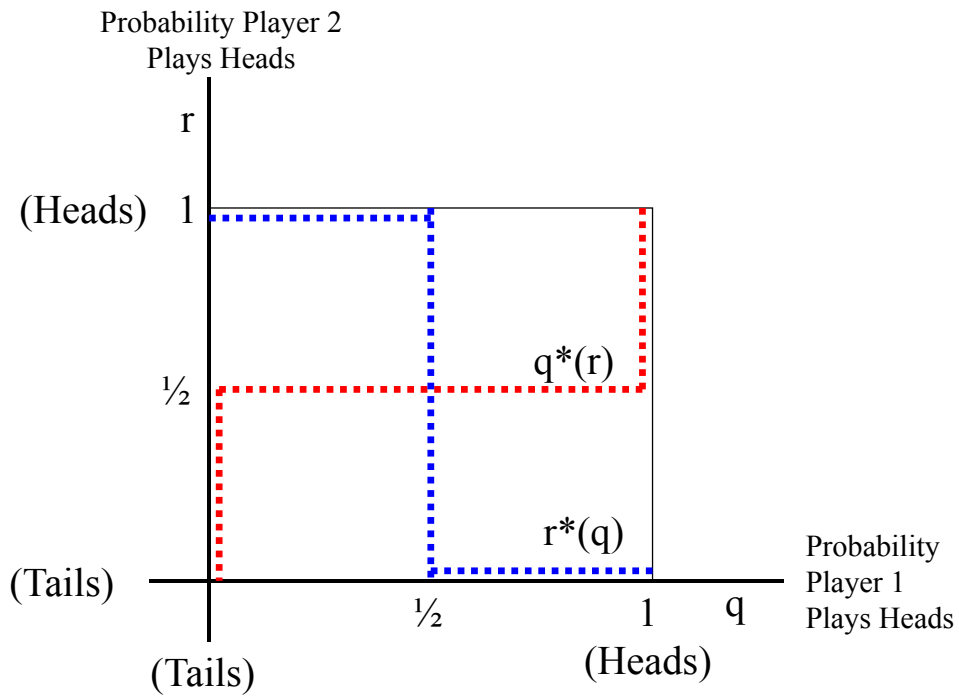 Probability Player 2
Plays Heads
r
(Heads) 1
q*(r)
½
r*(q)
(Tails)
½ 1 q
Probability
Player 1
Plays Heads
(Tails)
(Heads)